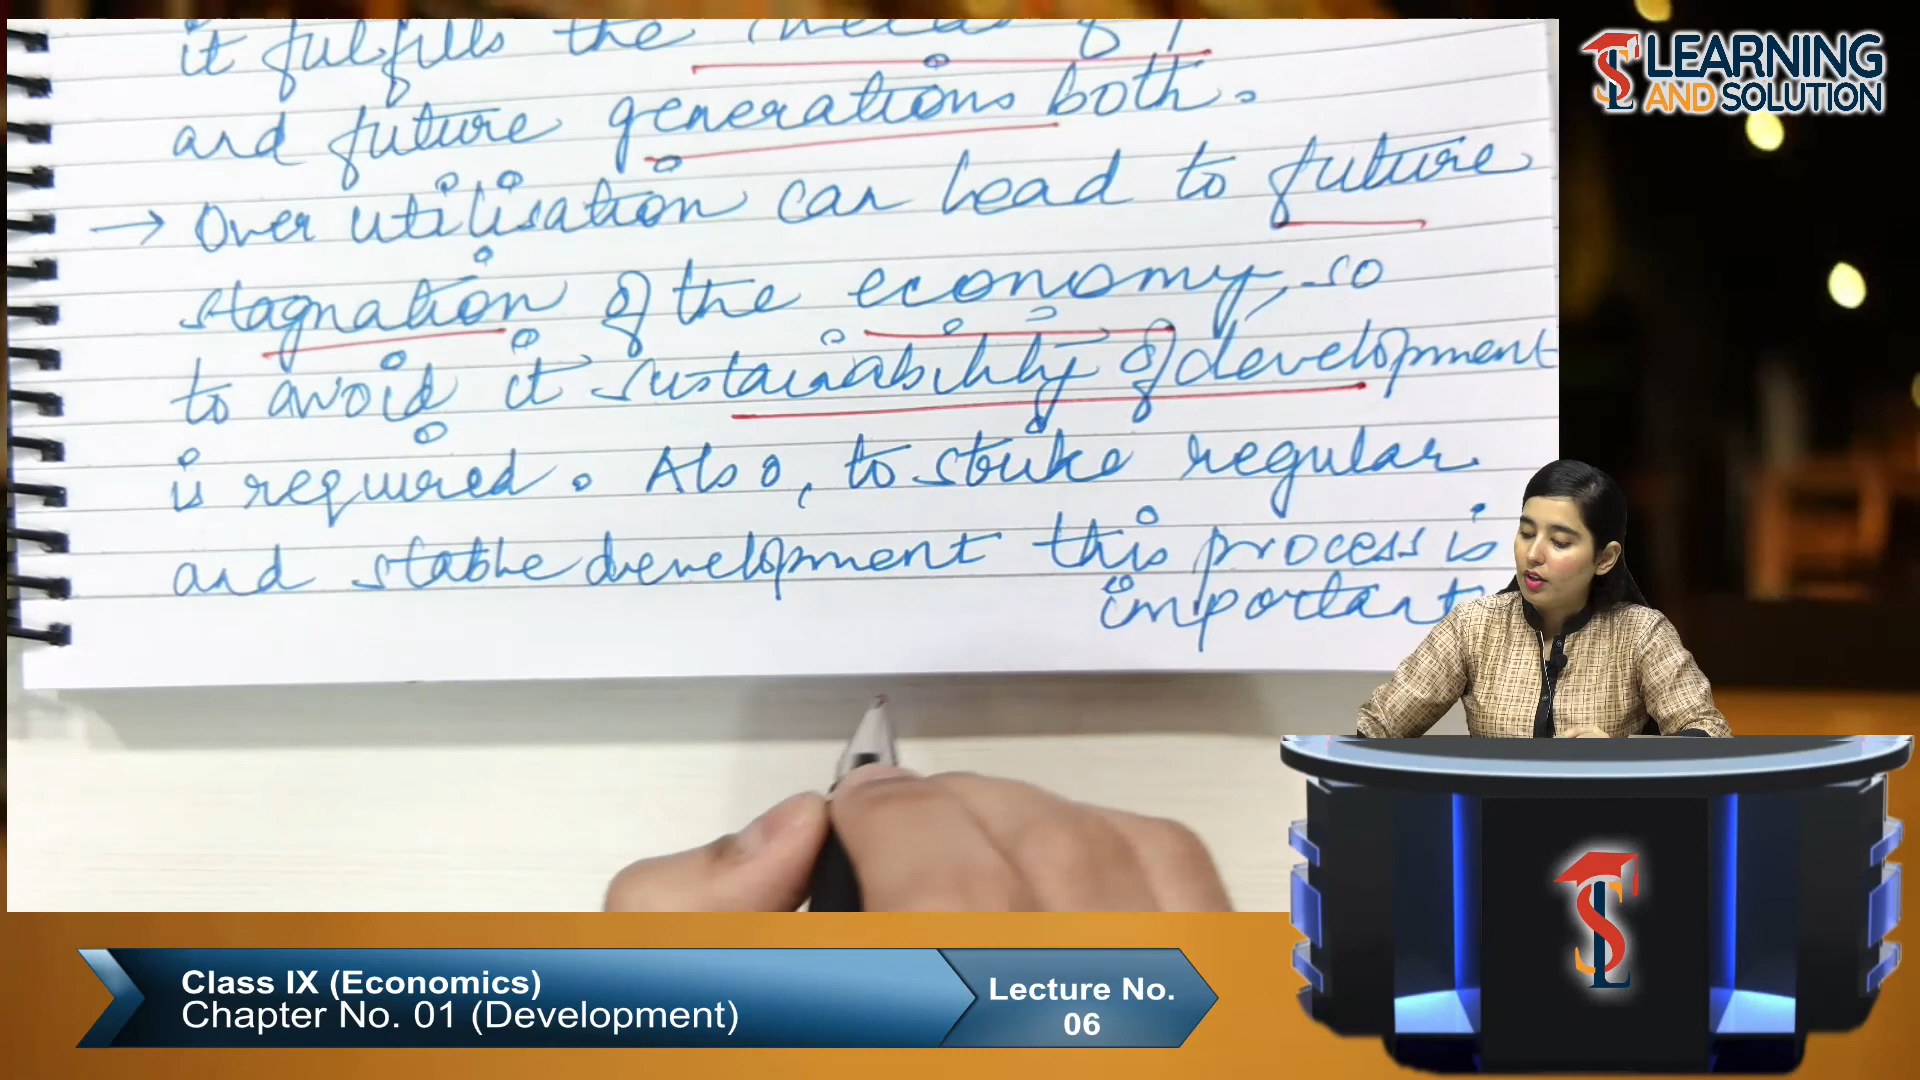 it fulfills the needs of
and future generations both.
→ Over utilisation can lead to future
stagnation of the economy, so
to avoid it sustainability of development
is required. Also, to strike regular
and stable development this process is
important
LEARNING
AND SOLUTION
Class IX (Economics)
Chapter No. 01 (Development)
Lecture No.
06